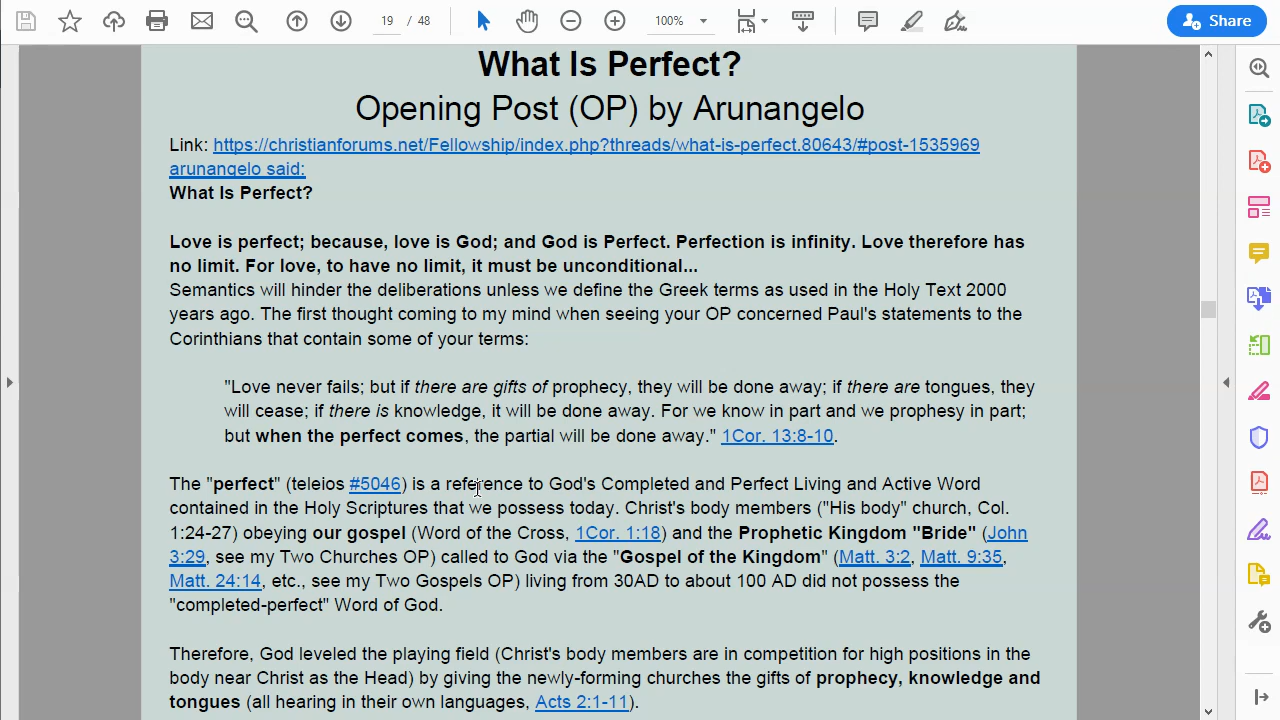 19 / 48
100%
Share
What Is Perfect?
Opening Post (OP) by Arunangelo
Link: https://christianforums.net/Fellowship/index.php?threads/what-is-perfect.80643/#post-1535969
arunangelo said:
What Is Perfect?
Love is perfect; because, love is God; and God is Perfect. Perfection is infinity. Love therefore has
no limit. For love, to have no limit, it must be unconditional...
Semantics will hinder the deliberations unless we define the Greek terms as used in the Holy Text 2000
years ago. The first thought coming to my mind when seeing your OP concerned Paul's statements to the
Corinthians that contain some of your terms:
"Love never fails; but if there are gifts of prophecy, they will be done away; if there are tongues, they
will cease; if there is knowledge, it will be done away. For we know in part and we prophesy in part;
but when the perfect comes, the partial will be done away." 1Cor. 13:8-10.
The "perfect" (teleios #5046) is a reference to God's Completed and Perfect Living and Active Word
contained in the Holy Scriptures that we possess today. Christ's body members ("His body" church, Col.
1:24-27) obeying our gospel (Word of the Cross, 1Cor. 1:18) and the Prophetic Kingdom "Bride" (John
3:29, see my Two Churches OP) called to God via the "Gospel of the Kingdom" (Matt. 3:2, Matt. 9:35,
Matt. 24:14, etc., see my Two Gospels OP) living from 30AD to about 100 AD did not possess the
"completed-perfect" Word of God.
Therefore, God leveled the playing field (Christ's body members are in competition for high positions in the
body near Christ as the Head) by giving the newly-forming churches the gifts of prophecy, knowledge and
tongues (all hearing in their own languages, Acts 2:1-11).